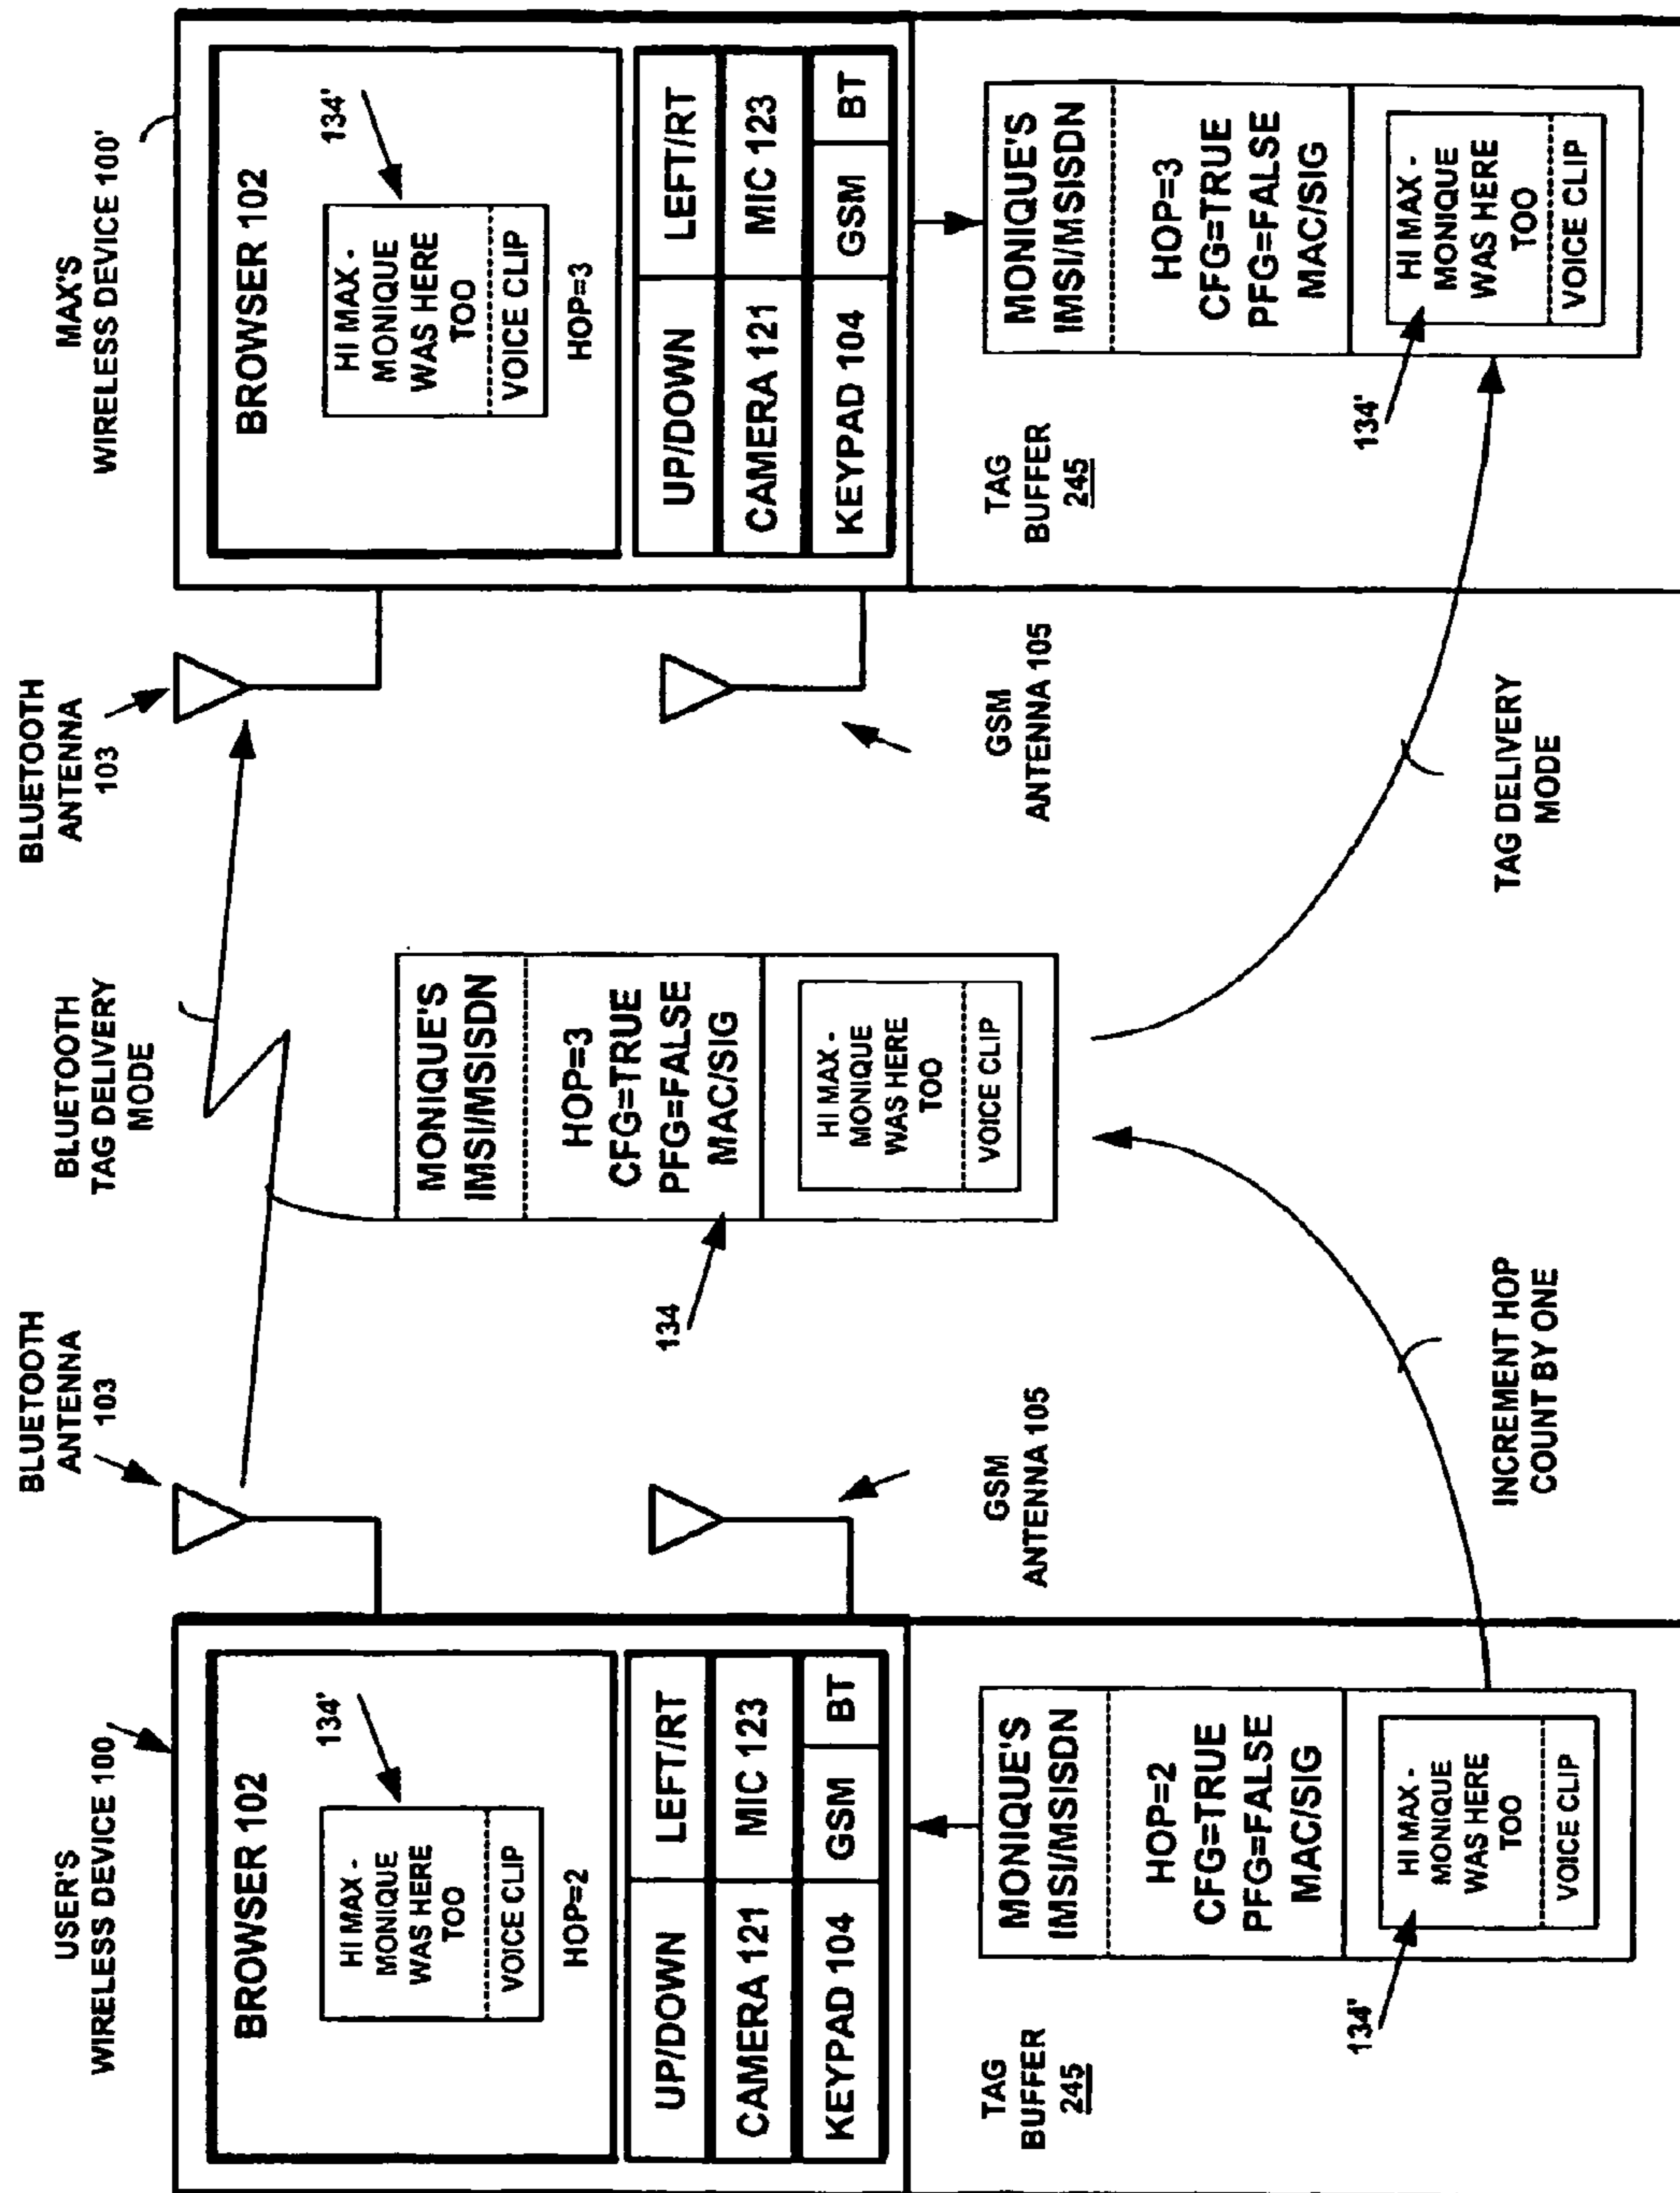 USER'S
WIRELESS DEVICE 100
BROWSER 102
134'
HI MAX -
MONIQUE
WAS HERE
TOO
VOICE CLIP
HOP=2
UP/DOWN
LEFT/RT
CAMERA 121
MIC 123
KEYPAD 104
GSM
BT
TAG
BUFFER
245
MONIQUE'S
IMSI/MSISDN
HOP=2
CFG=TRUE
PFG=FALSE
MAC/SIG
134'
HI MAX -
MONIQUE
WAS HERE
TOO
VOICE CLIP
BLUETOOTH
ANTENNA
103
GSM
ANTENNA 105
INCREMENT HOP
COUNT BY ONE
BLUETOOTH
TAG DELIVERY
MODE
134
MONIQUE'S
IMSI/MSISDN
HOP=3
CFG=TRUE
PFG=FALSE
MAC/SIG
HI MAX -
MONIQUE
WAS HERE
TOO
VOICE CLIP
BLUETOOTH
ANTENNA
103
GSM
ANTENNA 105
TAG DELIVERY
MODE
MAX'S
WIRELESS DEVICE 100'
BROWSER 102
134'
HI MAX -
MONIQUE
WAS HERE
TOO
VOICE CLIP
HOP=3
UP/DOWN
LEFT/RT
CAMERA 121
MIC 123
KEYPAD 104
GSM
BT
TAG
BUFFER
245
MONIQUE'S
IMSI/MSISDN
HOP=3
CFG=TRUE
PFG=FALSE
MAC/SIG
134'
HI MAX -
MONIQUE
WAS HERE
TOO
VOICE CLIP